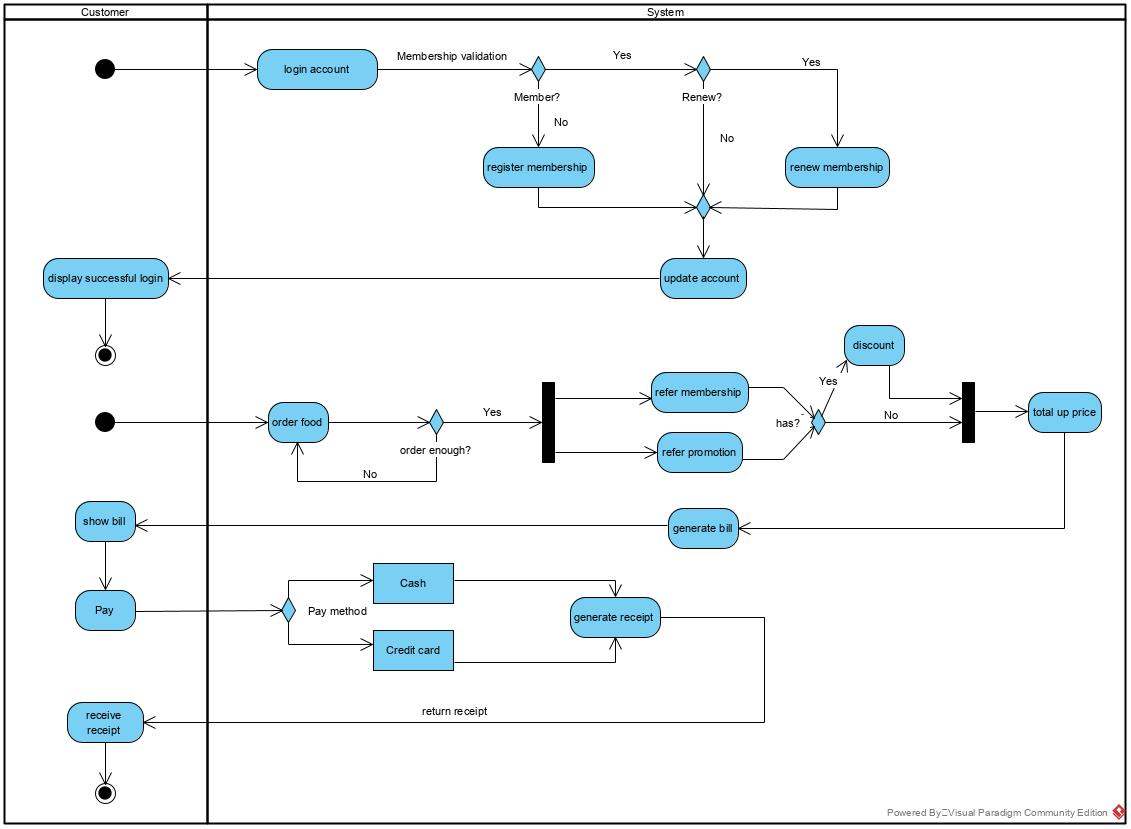 Customer
System
login account
Membership validation
Yes
Yes
Member?
Renew?
No
No
register membership
renew membership
display successful login
update account
discount
Yes
refer membership
order food
Yes
has?
No
total up price
order enough?
refer promotion
No
show bill
generate bill
Cash
Pay
Pay method
generate receipt
Credit card
return receipt
receive
receipt
Powered By Visual Paradigm Community Edition